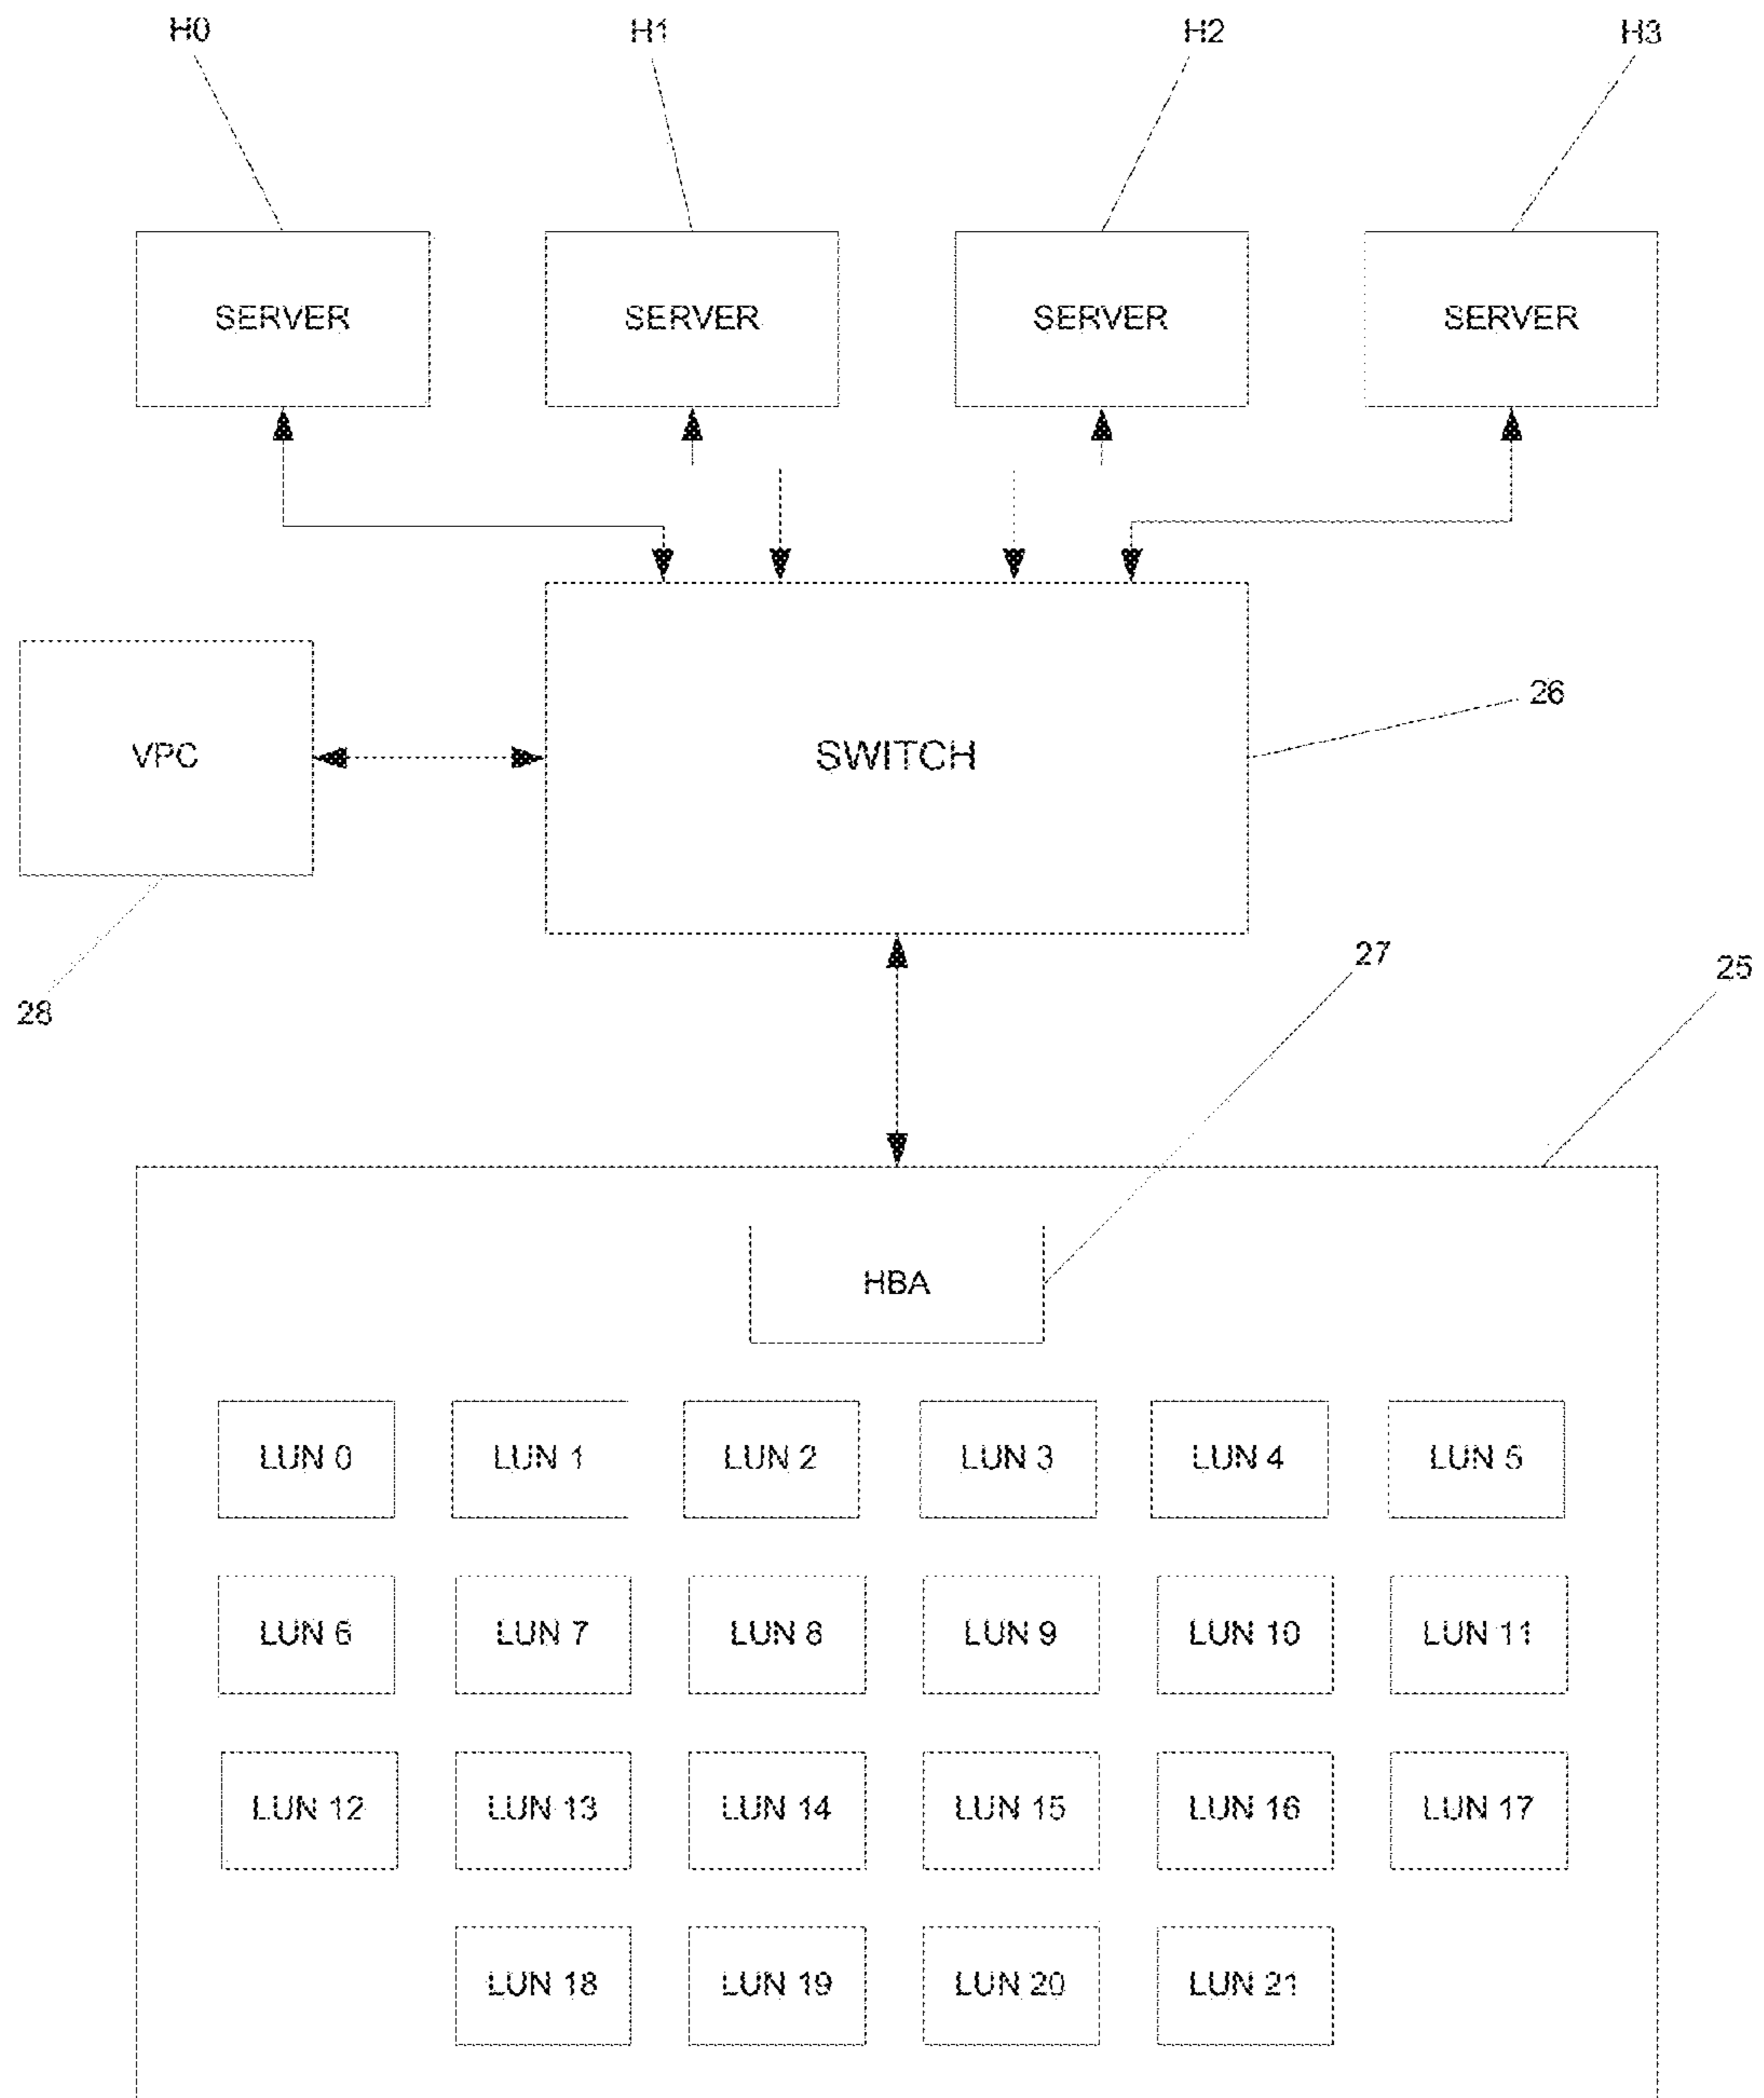 H0 H1 H2 H3
SERVER SERVER SERVER SERVER
26
VPC SWITCH
27
25
28
HBA
LUN 0 LUN 1 LUN 2 LUN 3 LUN 4 LUN 5
LUN 6 LUN 7 LUN 8 LUN 9 LUN 10 LUN 11
LUN 12 LUN 13 LUN 14 LUN 15 LUN 16 LUN 17
LUN 18 LUN 19 LUN 20 LUN 21